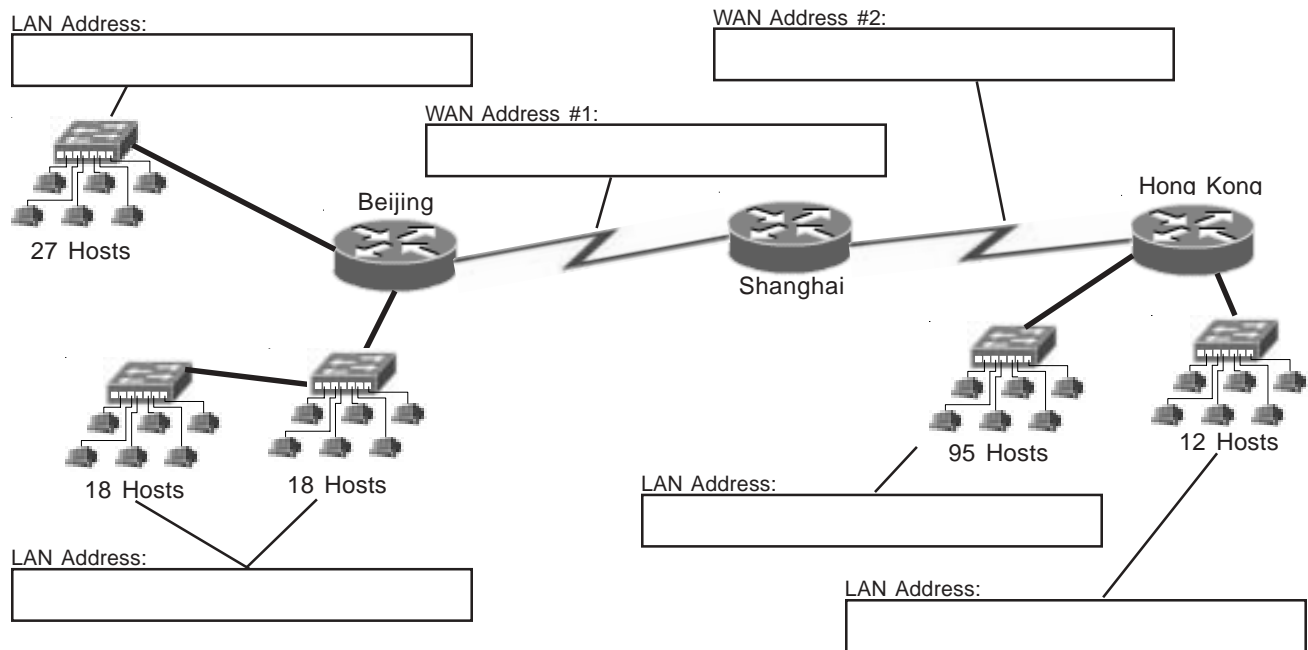 LAN Address:
WAN Address #2:
WAN Address #1:
Beijing
Hong Kong
27 Hosts
Shanghai
18 Hosts
18 Hosts
95 Hosts
12 Hosts
LAN Address:
LAN Address:
LAN Address: